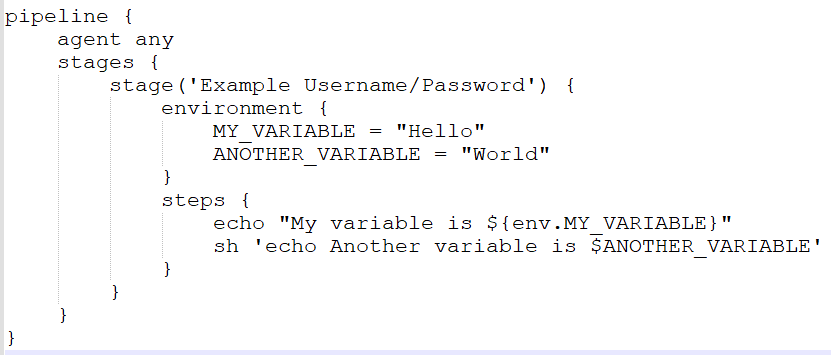 pipeline {
    agent any
    stages {
        stage('Example Username/Password') {
            environment {
                MY_VARIABLE = "Hello"
                ANOTHER_VARIABLE = "World"
            }
            steps {
                echo "My variable is ${env.MY_VARIABLE}"
                sh 'echo Another variable is $ANOTHER_VARIABLE'
            }
        }
    }
}